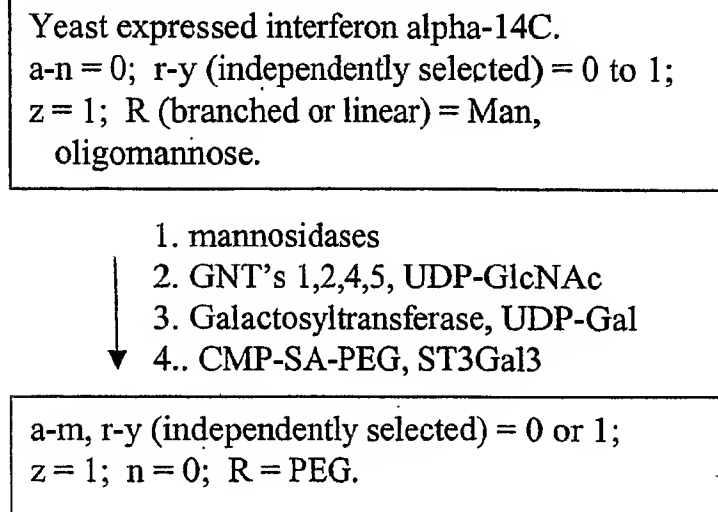 Yeast expressed interferon alpha-14C.
a-n = 0; r-y (independently selected) = 0 to 1;
z = 1; R (branched or linear) = Man,
oligomannose.
1. mannosidases
2. GNT's 1,2,4,5, UDP-GlcNAc
3. Galactosyltransferase, UDP-Gal
4.. CMP-SA-PEG, ST3Gal3
a-m, r-y (independently selected) = 0 or 1;
z = 1; n = 0; R = PEG.